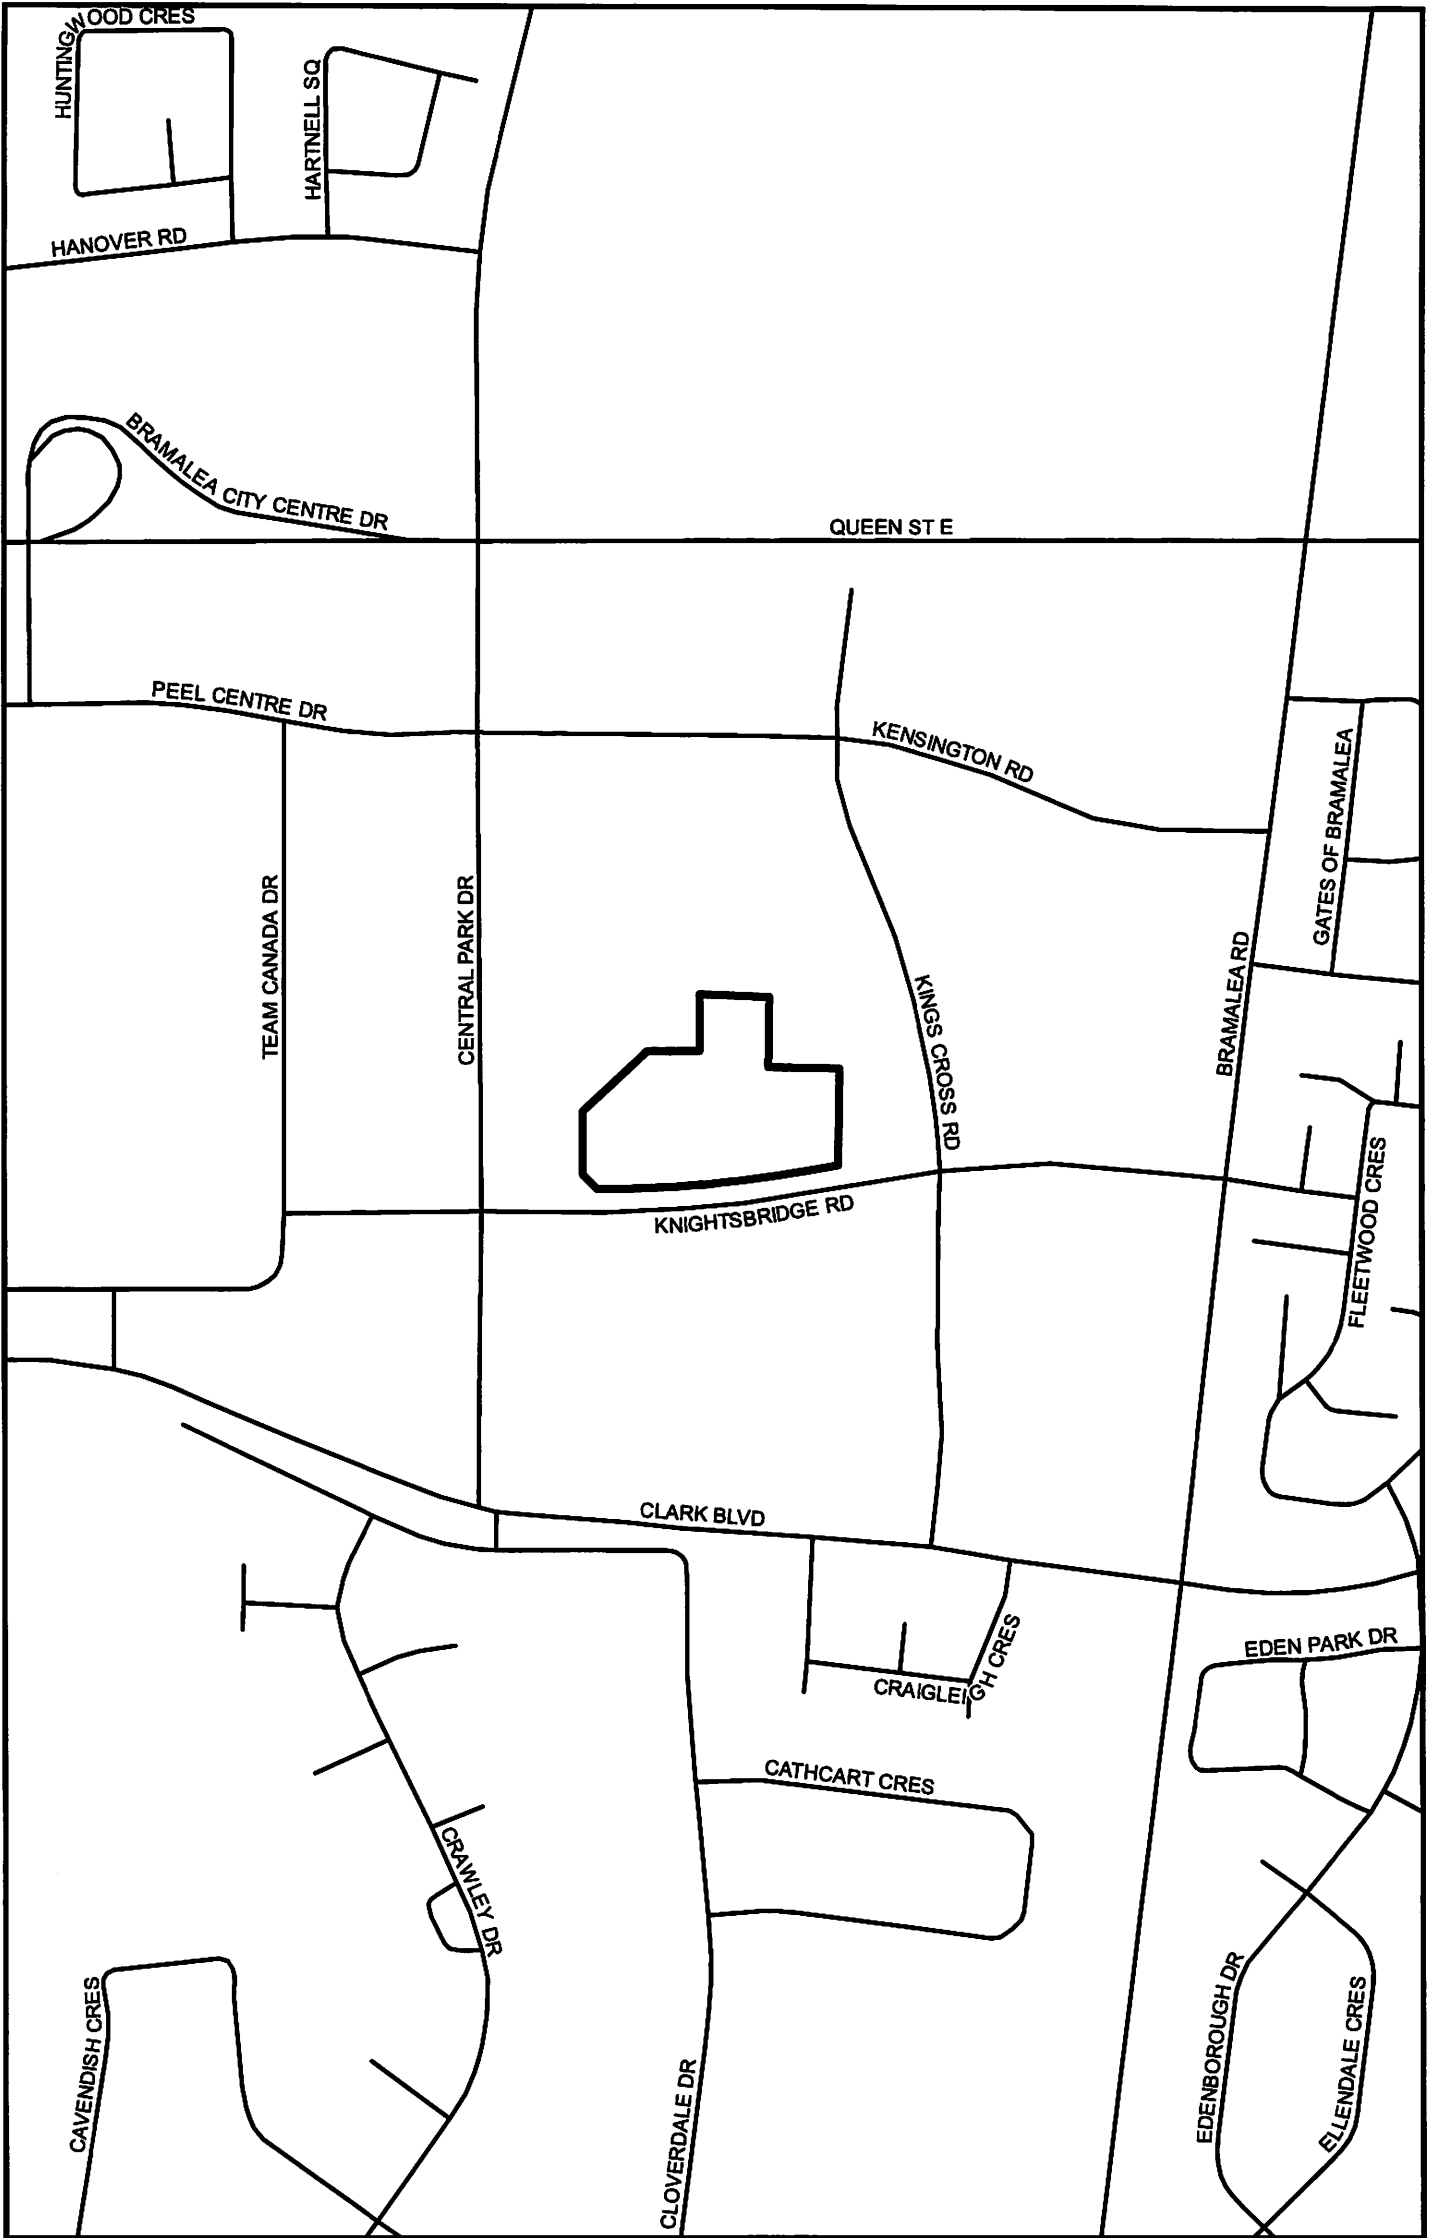 HUNTINGWOOD CRES
HARTNELL SQ
HANOVER RD
BRAMALEA CITY CENTRE DR
QUEEN ST E
PEEL CENTRE DR
KENSINGTON RD
GATES OF BRAMALEA
TEAM CANADA DR
CENTRAL PARK DR
KINGS CROSS RD
BRAMALEA RD
FLEETWOOD CRES
KNIGHTSBRIDGE RD
CLARK BLVD
CRAIGLEIGH CRES
EDEN PARK DR
CATHCART CRES
CRAWLEY DR
CAVENDISH CRES
CLOVERDALE DR
EDENBOROUGH DR
ELLENDALE CRES